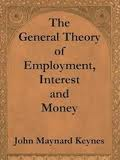 The
General Theory
of
Employment,
Interest
and
Money
John Maynard Keynes